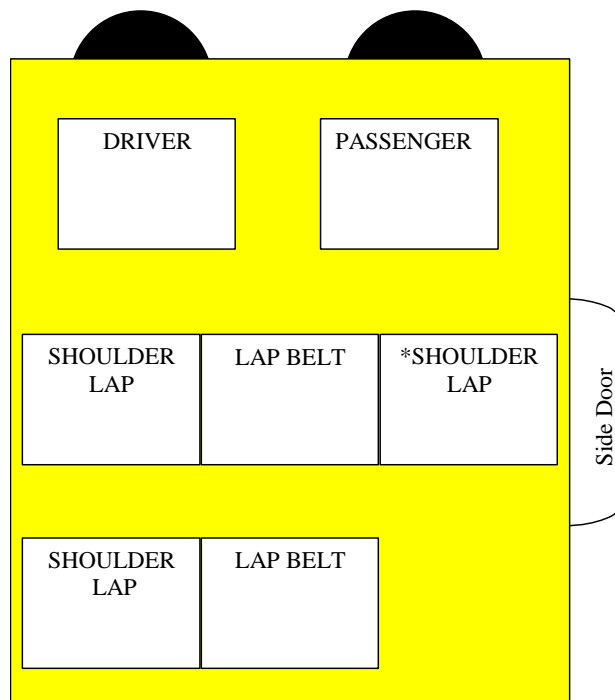 DRIVER
PASSENGER
SHOULDER
LAP
LAP BELT
*SHOULDER
LAP
Side Door
SHOULDER
LAP
LAP BELT